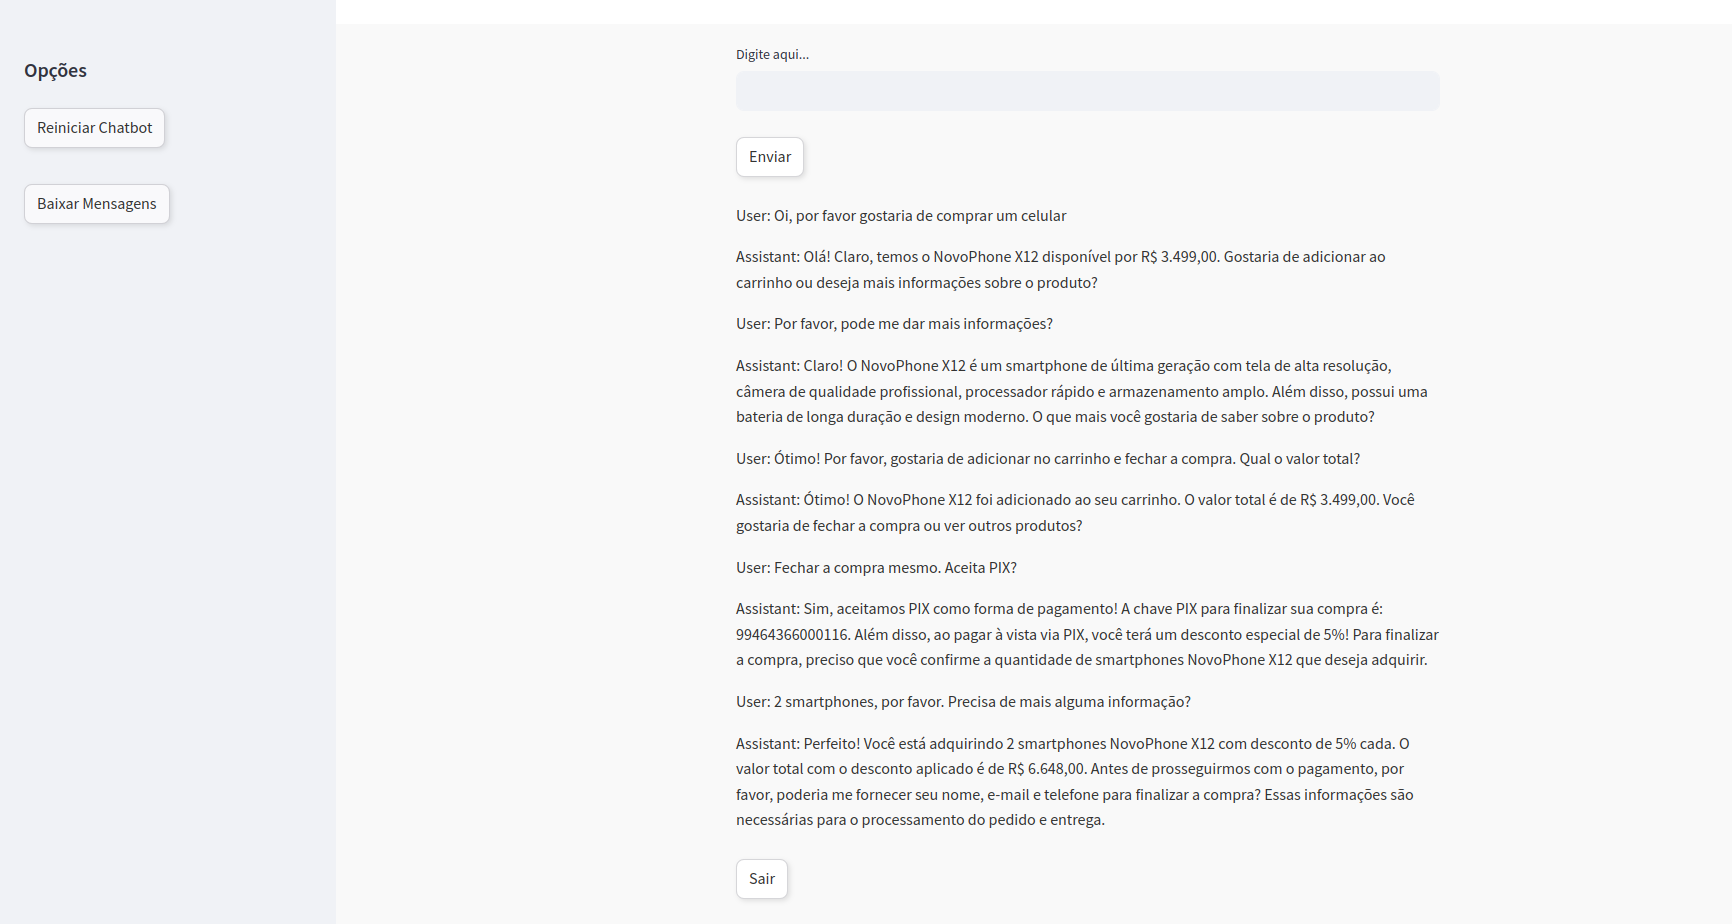 Opções
Reiniciar Chatbot
Baixar Mensagens
Digite aqui...
Enviar
User: Oi, por favor gostaria de comprar um celular
Assistant: Olá! Claro, temos o NovoPhone X12 disponível por R$ 3.499,00. Gostaria de adicionar ao
carrinho ou deseja mais informações sobre o produto?
User: Por favor, pode me dar mais informações?
Assistant: Claro! O NovoPhone X12 é um smartphone de última geração com tela de alta resolução,
câmera de qualidade profissional, processador rápido e armazenamento amplo. Além disso, possui uma
bateria de longa duração e design moderno. O que mais você gostaria de saber sobre o produto?
User: Ótimo! Por favor, gostaria de adicionar no carrinho e fechar a compra. Qual o valor total?
Assistant: Ótimo! O NovoPhone X12 foi adicionado ao seu carrinho. O valor total é de R$ 3.499,00. Você
gostaria de fechar a compra ou ver outros produtos?
User: Fechar a compra mesmo. Aceita PIX?
Assistant: Sim, aceitamos PIX como forma de pagamento! A chave PIX para finalizar sua compra é:
99464366000116. Além disso, ao pagar à vista via PIX, você terá um desconto especial de 5%! Para finalizar
a compra, preciso que você confirme a quantidade de smartphones NovoPhone X12 que deseja adquirir.
User: 2 smartphones, por favor. Precisa de mais alguma informação?
Assistant: Perfeito! Você está adquirindo 2 smartphones NovoPhone X12 com desconto de 5% cada. O
valor total com o desconto aplicado é de R$ 6.648,00. Antes de prosseguirmos com o pagamento, por
favor, poderia me fornecer seu nome, e-mail e telefone para finalizar a compra? Essas informações são
necessárias para o processamento do pedido e entrega.
Sair